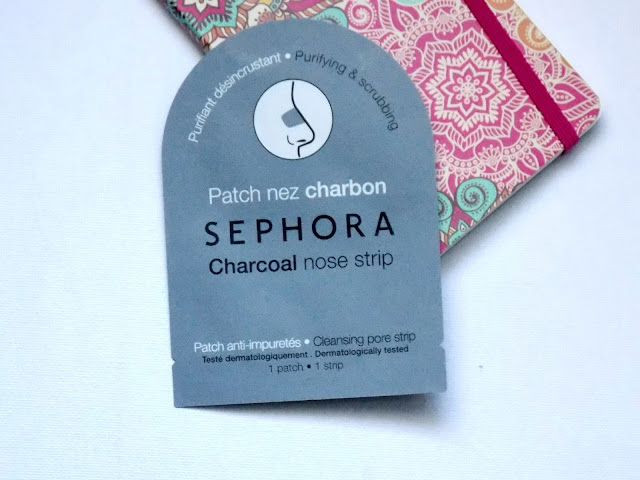 Purifiant désincrustant • Purifying & scrubbing
Patch nez charbon
SEPHORA
Charcoal nose strip
Patch anti-impuretés • Cleansing pore strip
Testé dermatologiquement . Dermatologically tested
1 patch • 1 strip